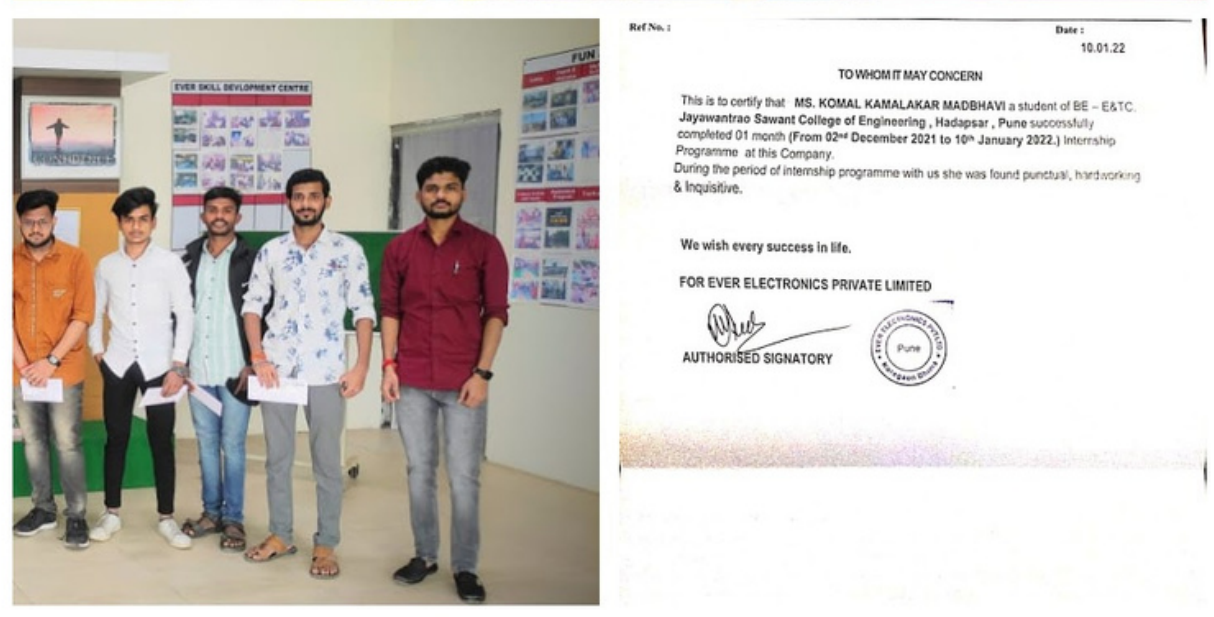 EVER SKILL DEVLOPMENT CENTRE
FUN
CONFIDENCE
Ref No. :
Date :
10.01.22
TO WHOM IT MAY CONCERN
This is to certify that MS. KOMAL KAMALAKAR MADBHAVI a student of BE – E&TC.
Jayawantrao Sawant College of Engineering , Hadapsar , Pune successfully
completed 01 month (From 02nd December 2021 to 10th January 2022.) Internship
Programme at this Company.
During the period of internship programme with us she was found punctual, hardworking
& Inquisitive.
We wish every success in life.
FOR EVER ELECTRONICS PRIVATE LIMITED
AUTHORISED SIGNATORY
EVER ELECTRONICS PVT.LTD
Pune